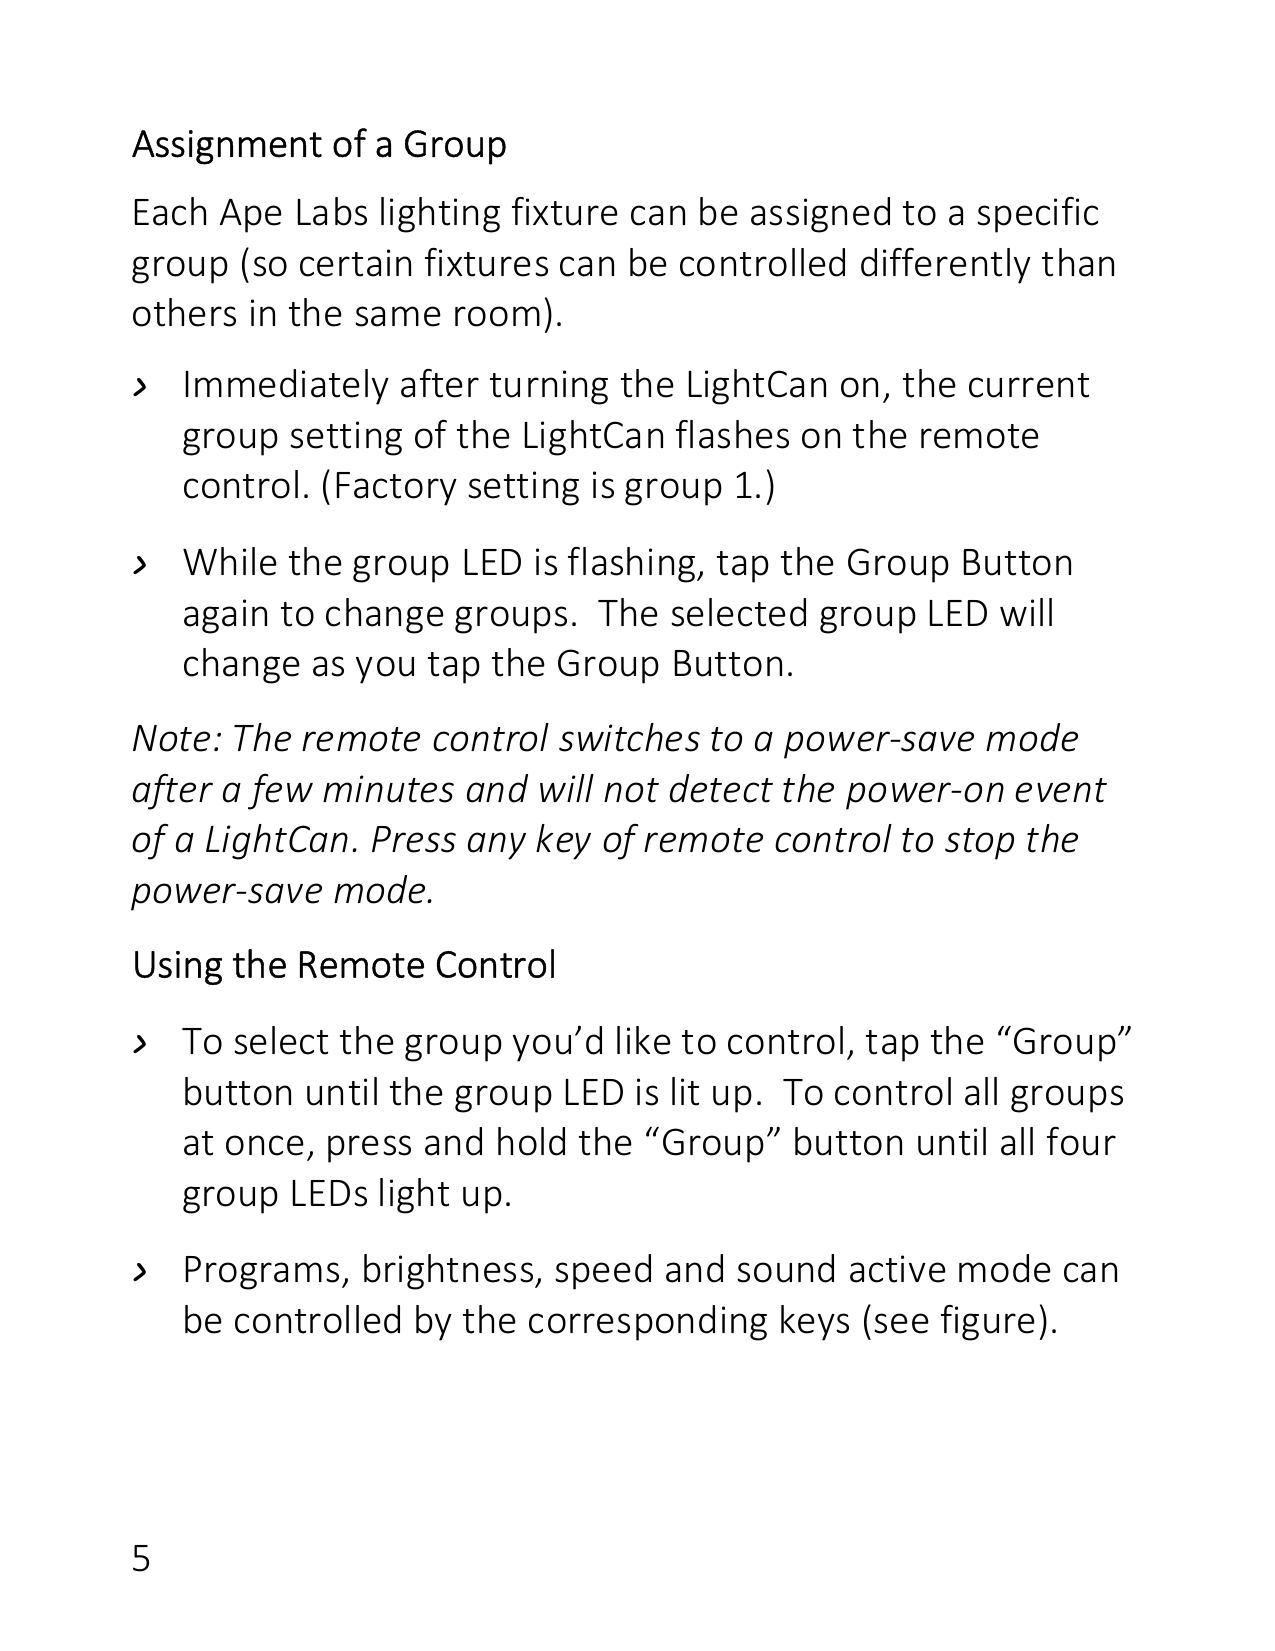 Assignment of a Group
Each Ape Labs lighting fixture can be assigned to a specific
group (so certain fixtures can be controlled differently than
others in the same room).
› Immediately after turning the LightCan on, the current
group setting of the LightCan flashes on the remote
control. (Factory setting is group 1.)
› While the group LED is flashing, tap the Group Button
again to change groups.  The selected group LED will
change as you tap the Group Button.
Note: The remote control switches to a power-save mode
after a few minutes and will not detect the power-on event
of a LightCan. Press any key of remote control to stop the
power-save mode.
Using the Remote Control
› To select the group you’d like to control, tap the “Group”
button until the group LED is lit up.  To control all groups
at once, press and hold the “Group” button until all four
group LEDs light up.
› Programs, brightness, speed and sound active mode can
be controlled by the corresponding keys (see figure).
5